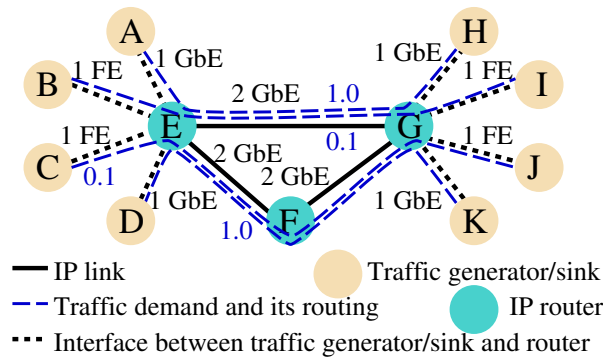 A
H
1 GbE
1 GbE
B
1 FE
1 FE
I
2 GbE
1.0
E
G
1 FE
2 GbE
0.1
1 FE
C
0.1
2 GbE
J
D
1 GbE
1.0
F
1 GbE
K
IP link
Traffic generator/sink
Traffic demand and its routing
IP router
Interface between traffic generator/sink and router